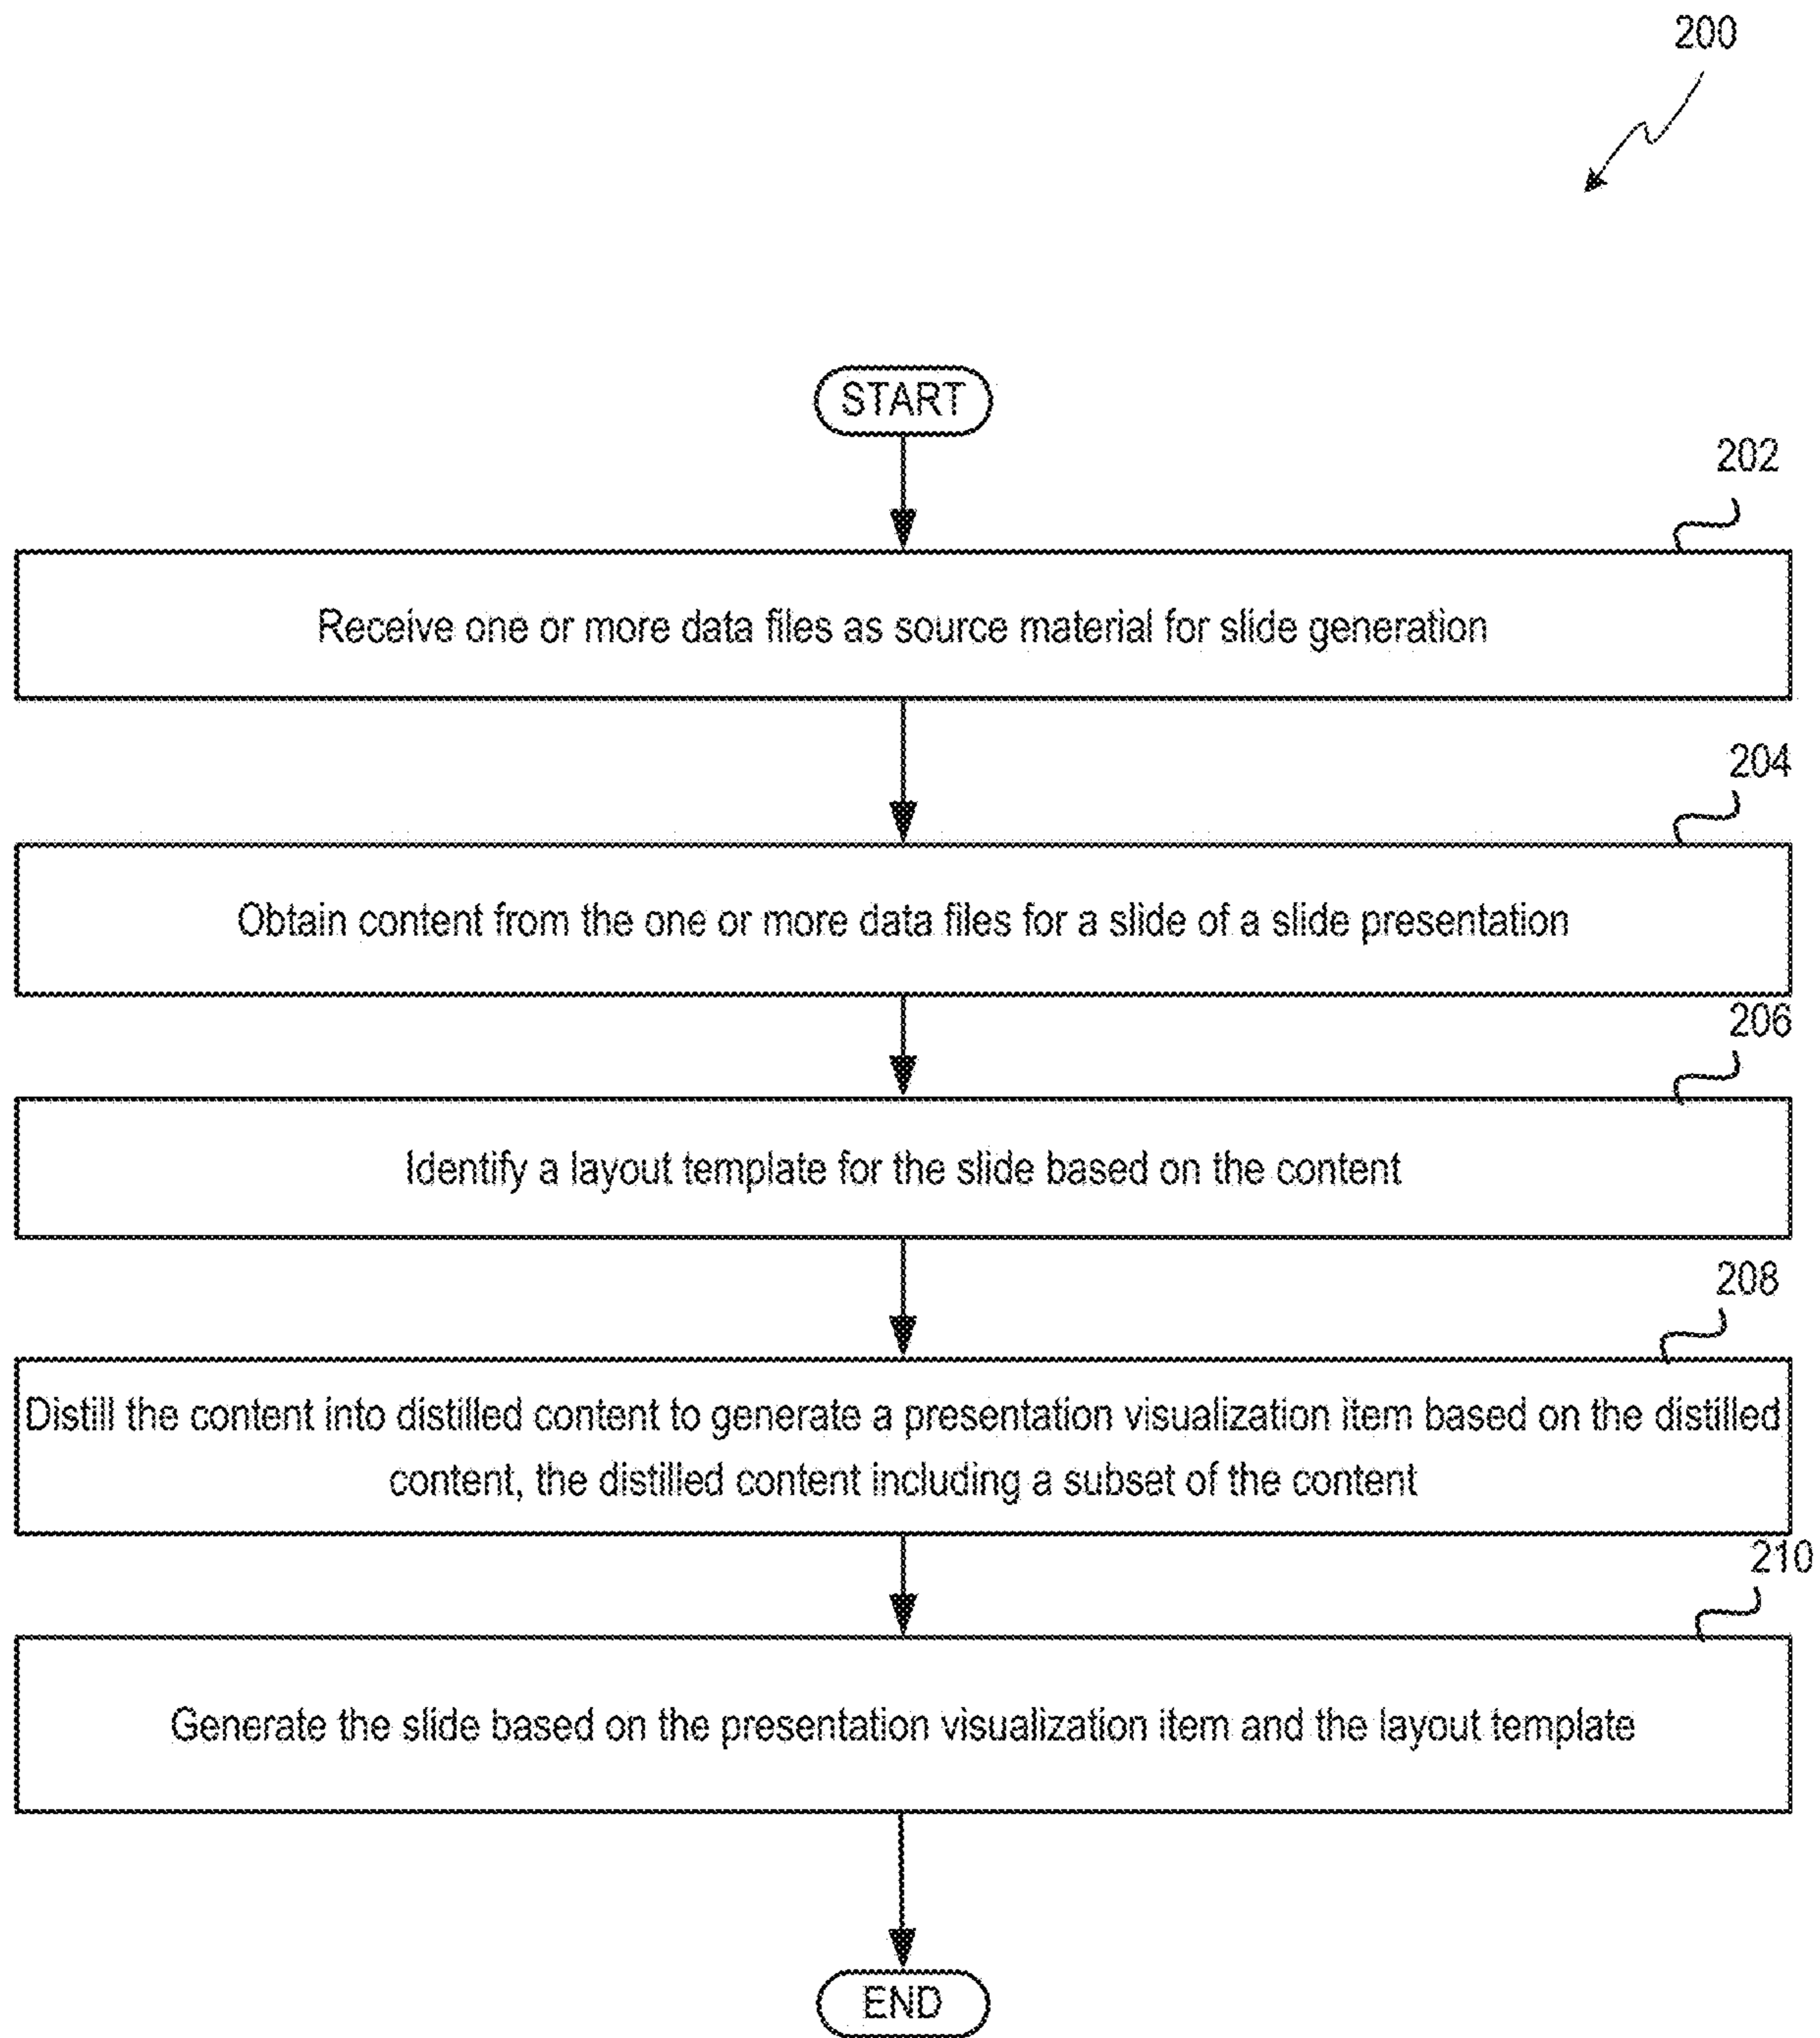 200
START
202
Receive one or more data files as source material for slide generation
204
Obtain content from the one or more data files for a slide of a slide presentation
206
Identify a layout template for the slide based on the content
208
Distill the content into distilled content to generate a presentation visualization item based on the distilled
content, the distilled content including a subset of the content
210
Generate the slide based on the presentation visualization item and the layout template
END